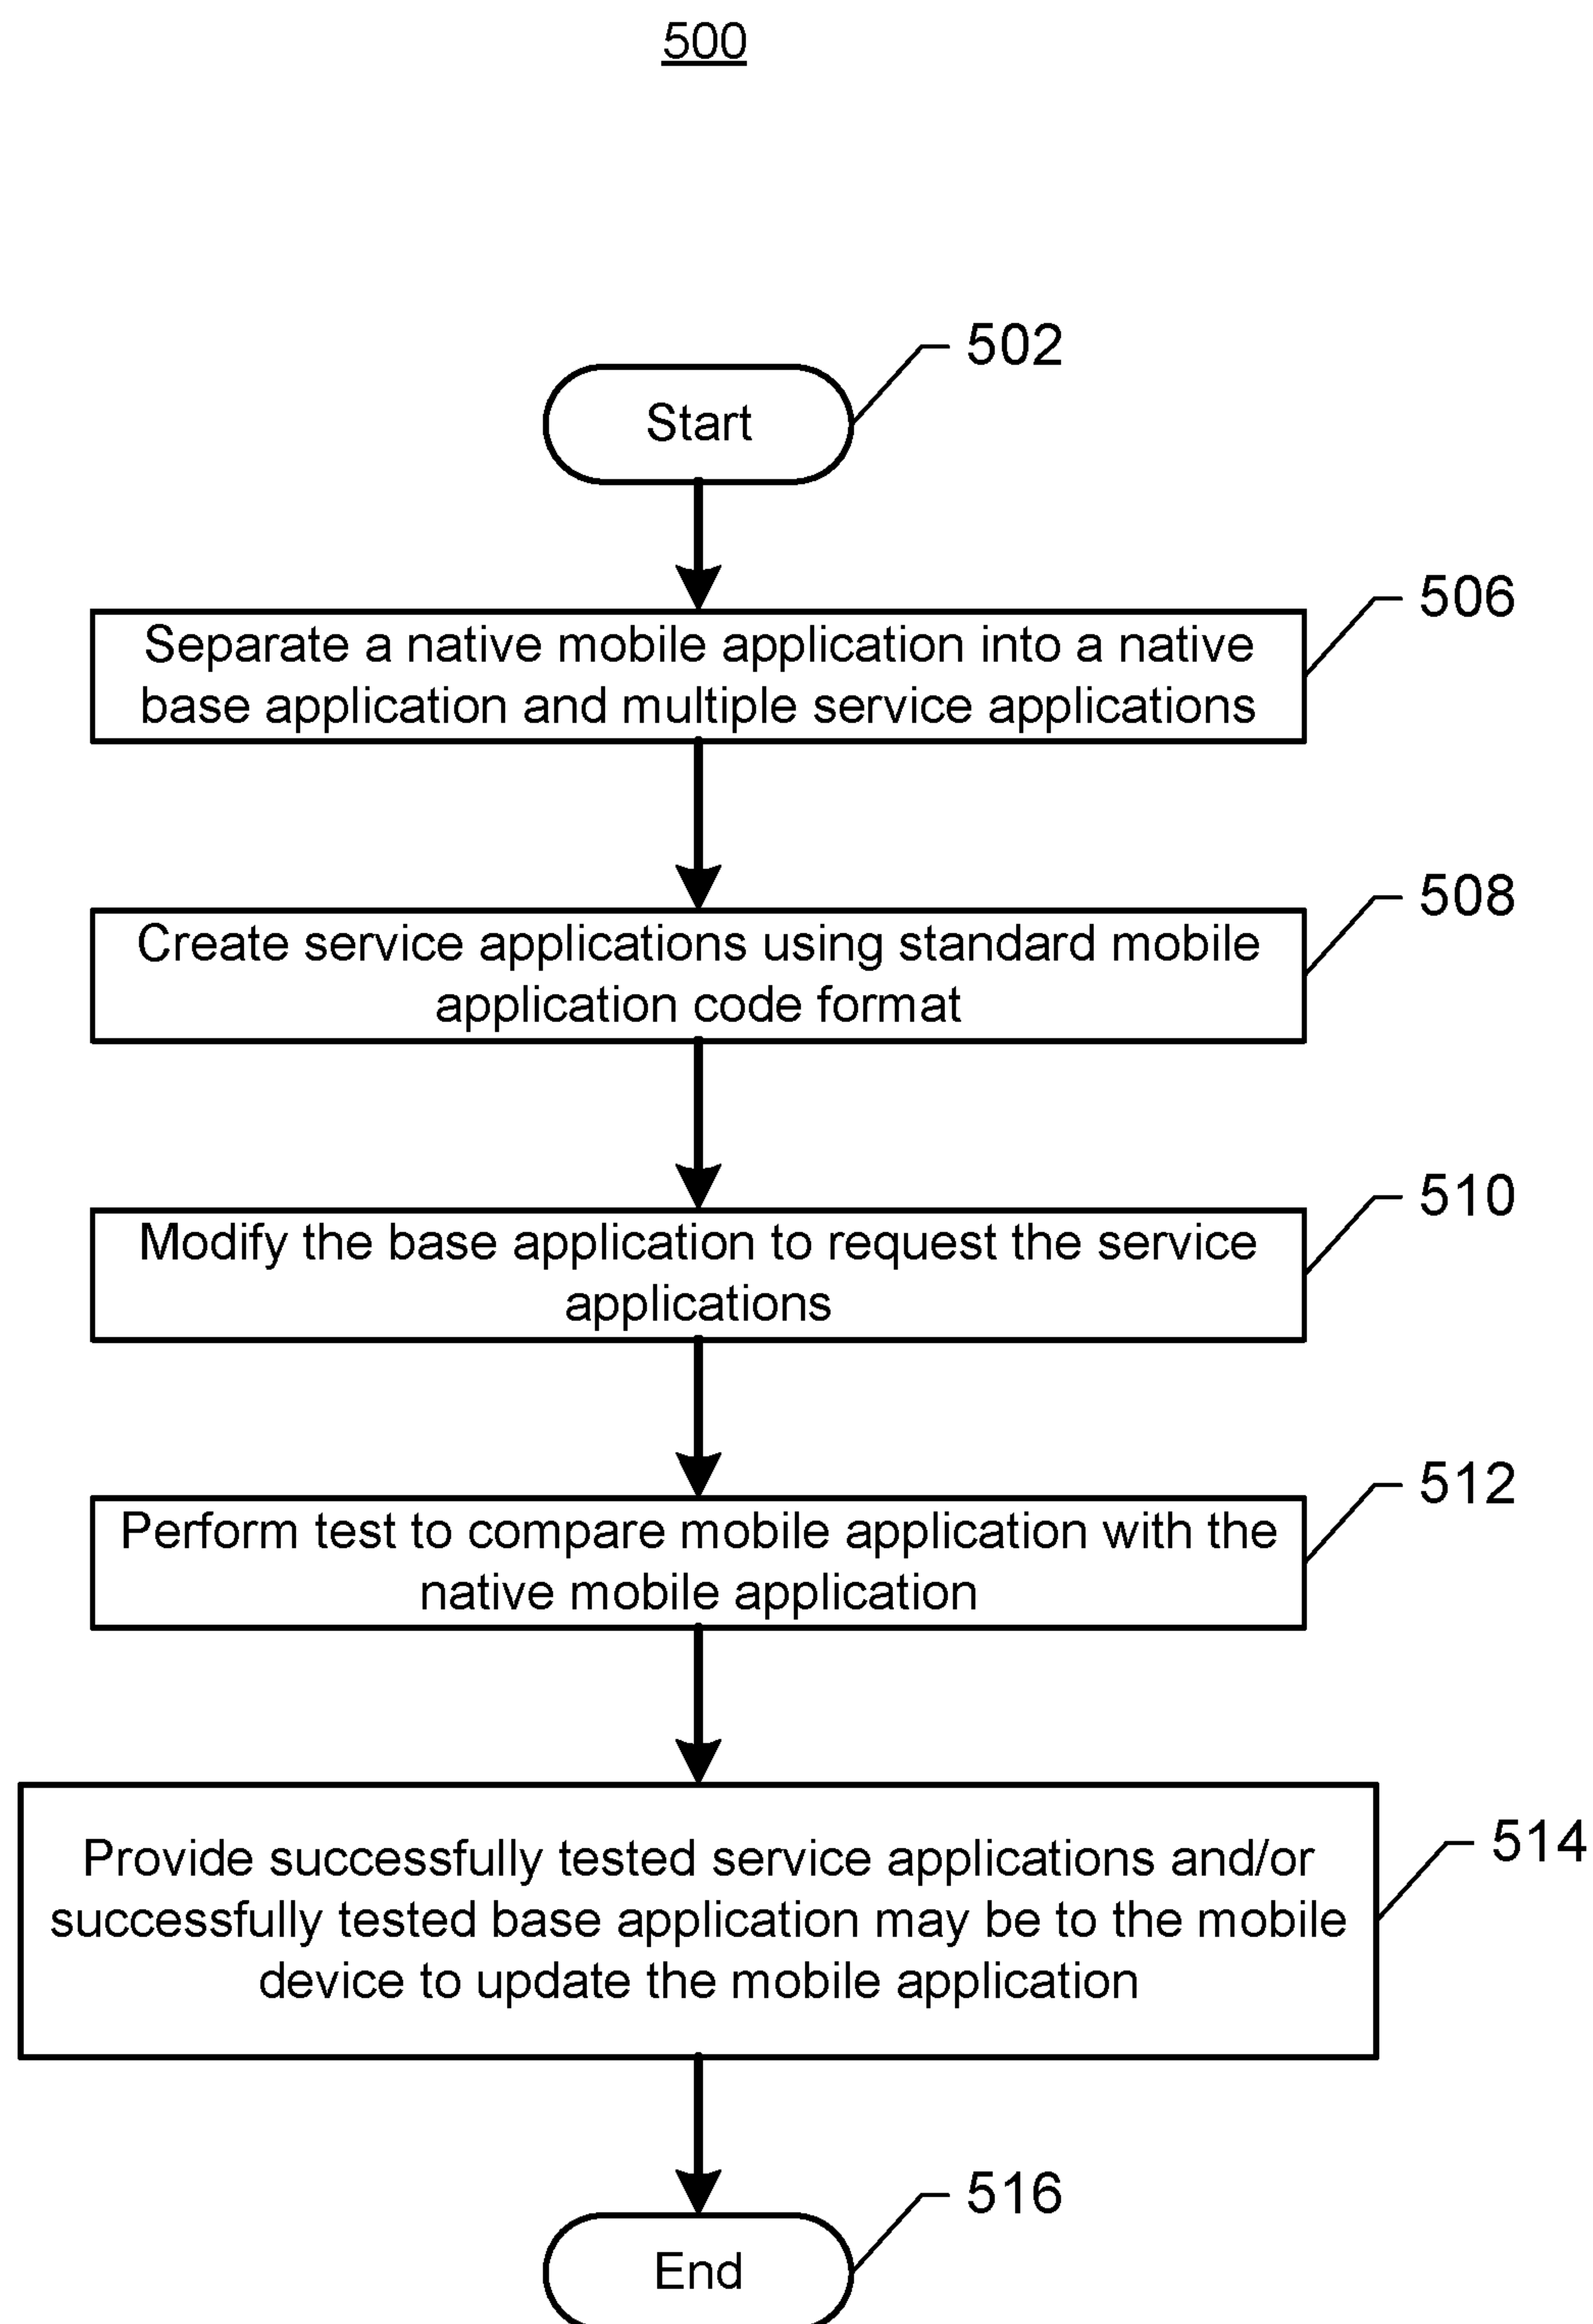 500
502
Start
506
Separate a native mobile application into a native
base application and multiple service applications
508
Create service applications using standard mobile
application code format
510
Modify the base application to request the service
applications
512
Perform test to compare mobile application with the
native mobile application
514
Provide successfully tested service applications and/or
successfully tested base application may be to the mobile
device to update the mobile application
516
End